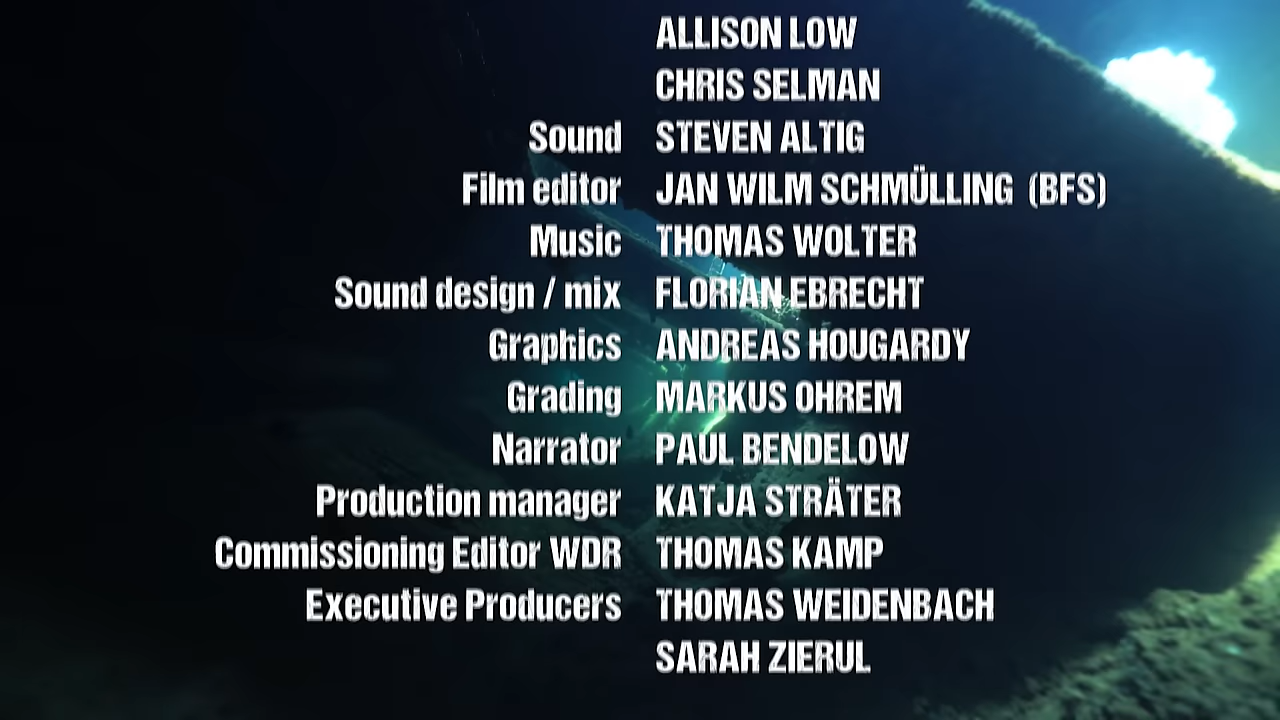 ALLISON LOW
CHRIS SELMAN
Sound STEVEN ALTIG
Film editor JAN WILM SCHMÜLLING (BFS)
Music THOMAS WOLTER
Sound design / mix FLORIAN EBRECHT
Graphics ANDREAS HOUGARDY
Grading MARKUS OHREM
Narrator PAUL BENDELOW
Production manager KATJA STRÄTER
Commissioning Editor WDR THOMAS KAMP
Executive Producers THOMAS WEIDENBACH
SARAH ZIERUL